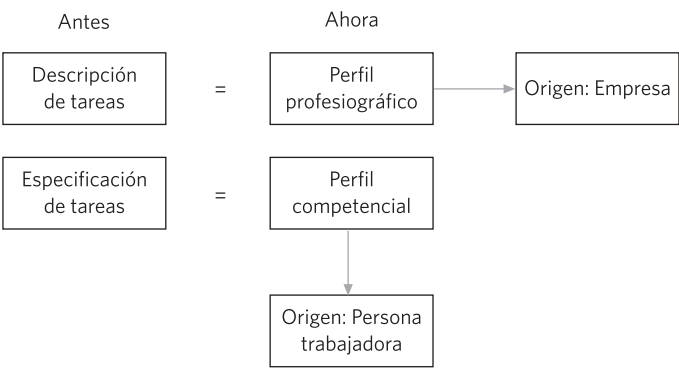 Antes
Ahora
Descripción
de tareas
=
Perfil
profesiográfico
Origen: Empresa
Especificación
de tareas
=
Perfil
competencial
Origen: Persona
trabajadora